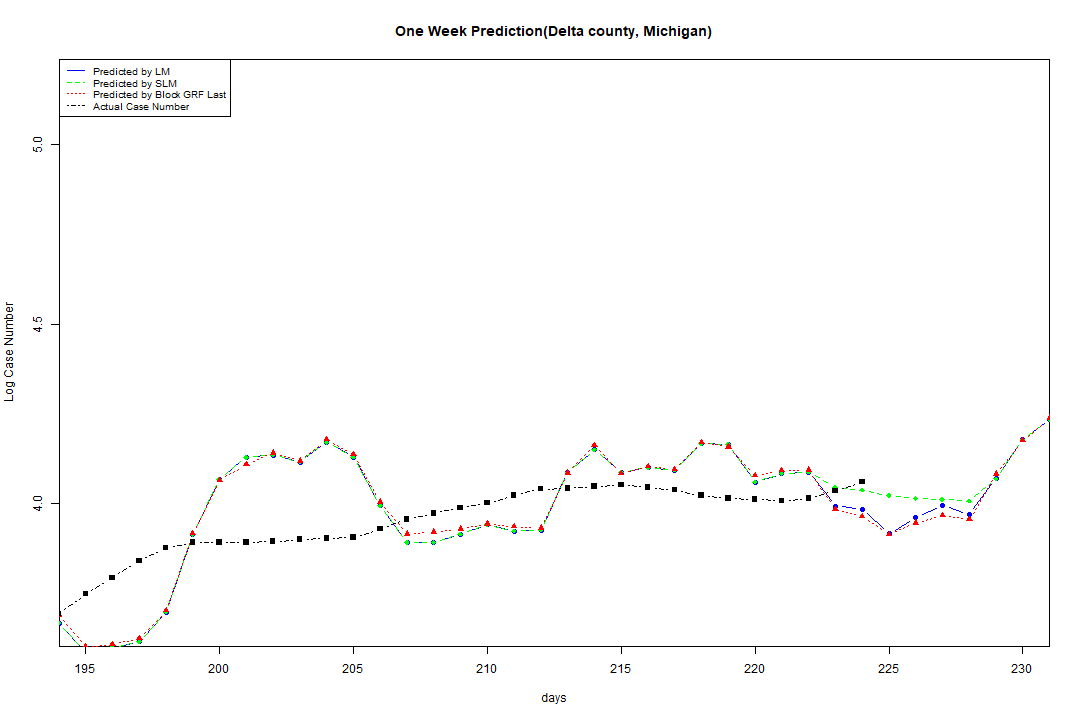 One Week Prediction(Delta county, Michigan)
Predicted by LM
Predicted by SLM
Predicted by Block GRF Last
Actual Case Number
5.0
4.5
4.0
Log Case Number
195 200 205 210 215 220 225 230
days